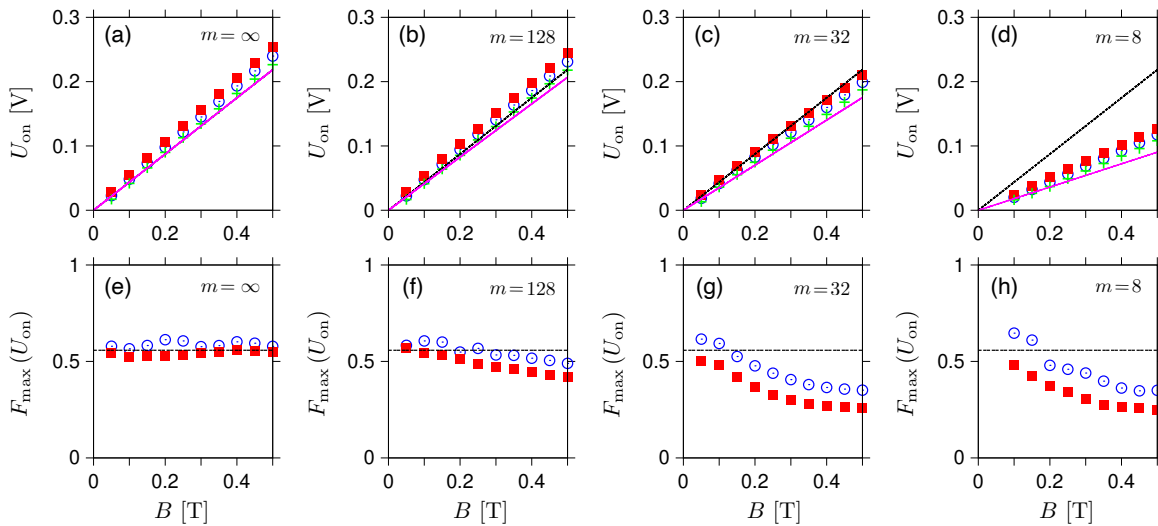 (a) m = ∞
(b) m = 128
(c) m = 32
(d) m = 8
U_on [V]
0.3
0.2
0.1
0
0 0.2 0.4
U_on [V]
0.3
0.2
0.1
0
0 0.2 0.4
U_on [V]
0.3
0.2
0.1
0
0 0.2 0.4
U_on [V]
0.3
0.2
0.1
0
0 0.2 0.4
(e) m = ∞
(f) m = 128
(g) m = 32
(h) m = 8
F_max (U_on)
1
0.5
0
0 0.2 0.4
B [T]
F_max (U_on)
1
0.5
0
0 0.2 0.4
B [T]
F_max (U_on)
1
0.5
0
0 0.2 0.4
B [T]
F_max (U_on)
1
0.5
0
0 0.2 0.4
B [T]